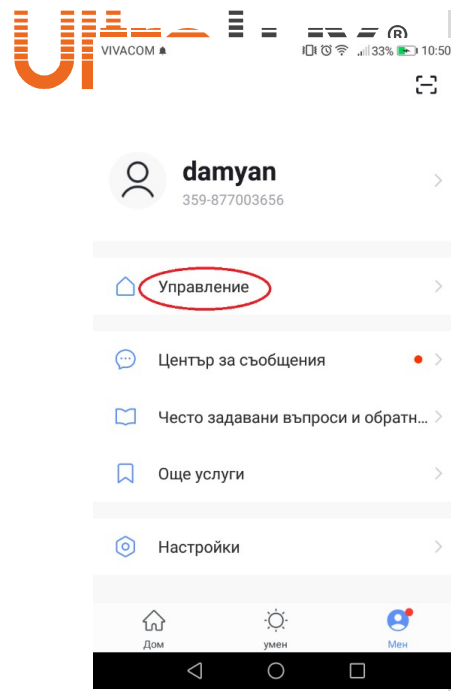 VIVACOM 33% 10:50
damyan
359-877003656
Управление
Център за съобщения
Често задавани въпроси и обратн...
Още услуги
Настройки
Дом умен Мен